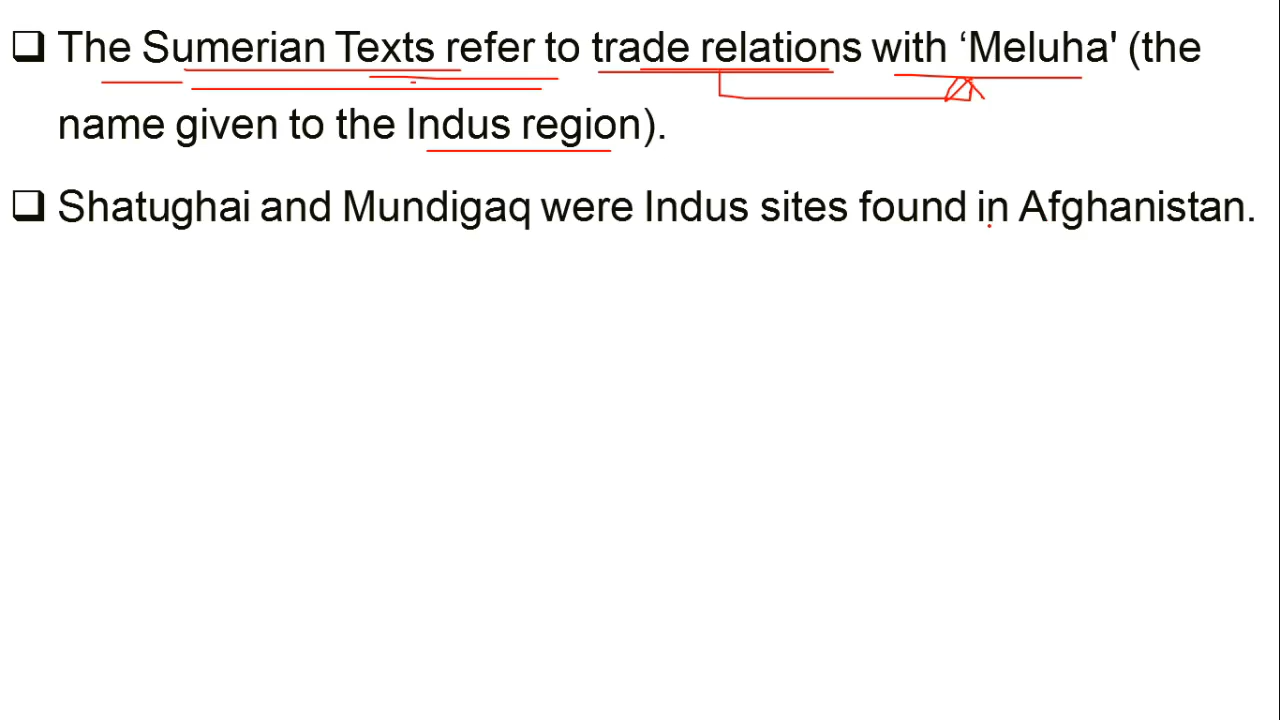 ❑ The Sumerian Texts refer to trade relations with ‘Meluha' (the
name given to the Indus region).
❑ Shatughai and Mundigaq were Indus sites found in Afghanistan.